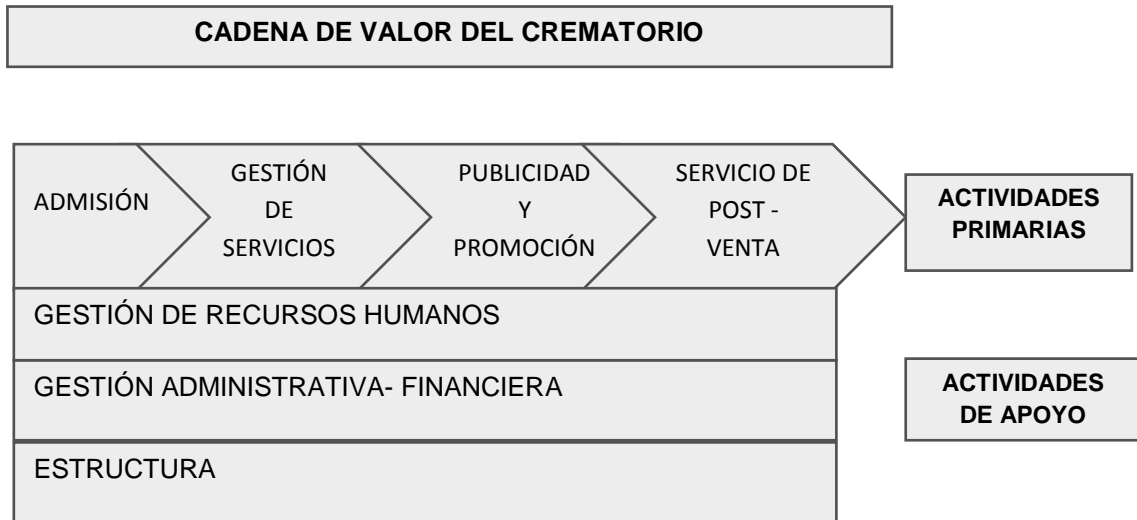 CADENA DE VALOR DEL CREMATORIO
ADMISIÓN
GESTIÓN
DE
SERVICIOS
PUBLICIDAD
Y
PROMOCIÓN
SERVICIO DE
POST -
VENTA
ACTIVIDADES
PRIMARIAS
GESTIÓN DE RECURSOS HUMANOS
GESTIÓN ADMINISTRATIVA- FINANCIERA
ACTIVIDADES
DE APOYO
ESTRUCTURA